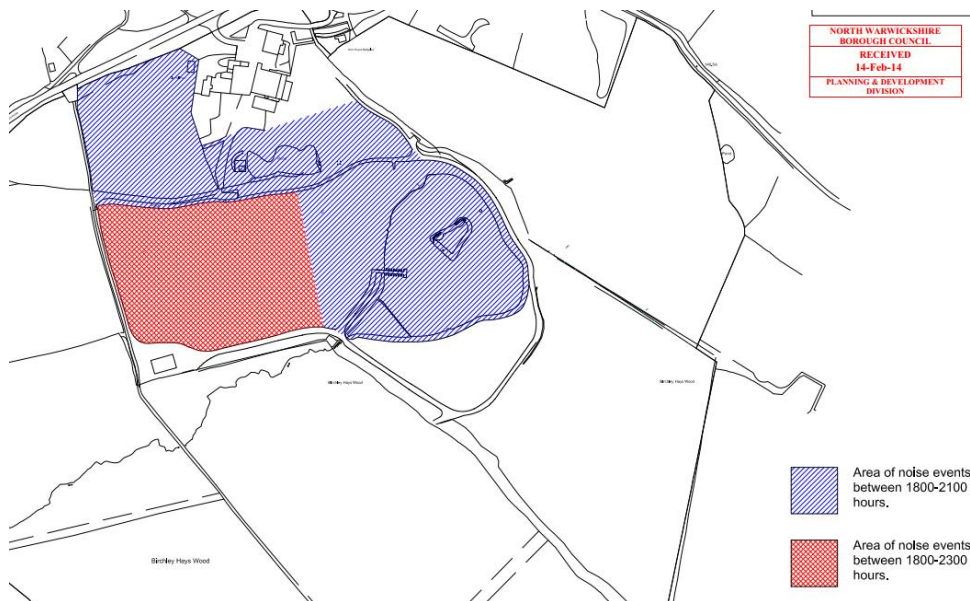 NORTH WARWICKSHIRE
BOROUGH COUNCIL
RECEIVED
14-Feb-14
PLANNING & DEVELOPMENT
DIVISION
Birchley Hays Wood
Birchley Hays Wood
Birchley Hays Wood
Area of noise events
between 1800-2100
hours.
Area of noise events
between 1800-2300
hours.